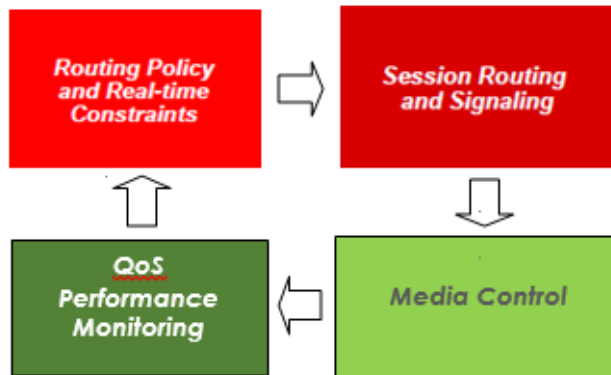 Routing Policy
and Real-time
Constraints
Session Routing
and Signaling
QoS
Performance
Monitoring
Media Control